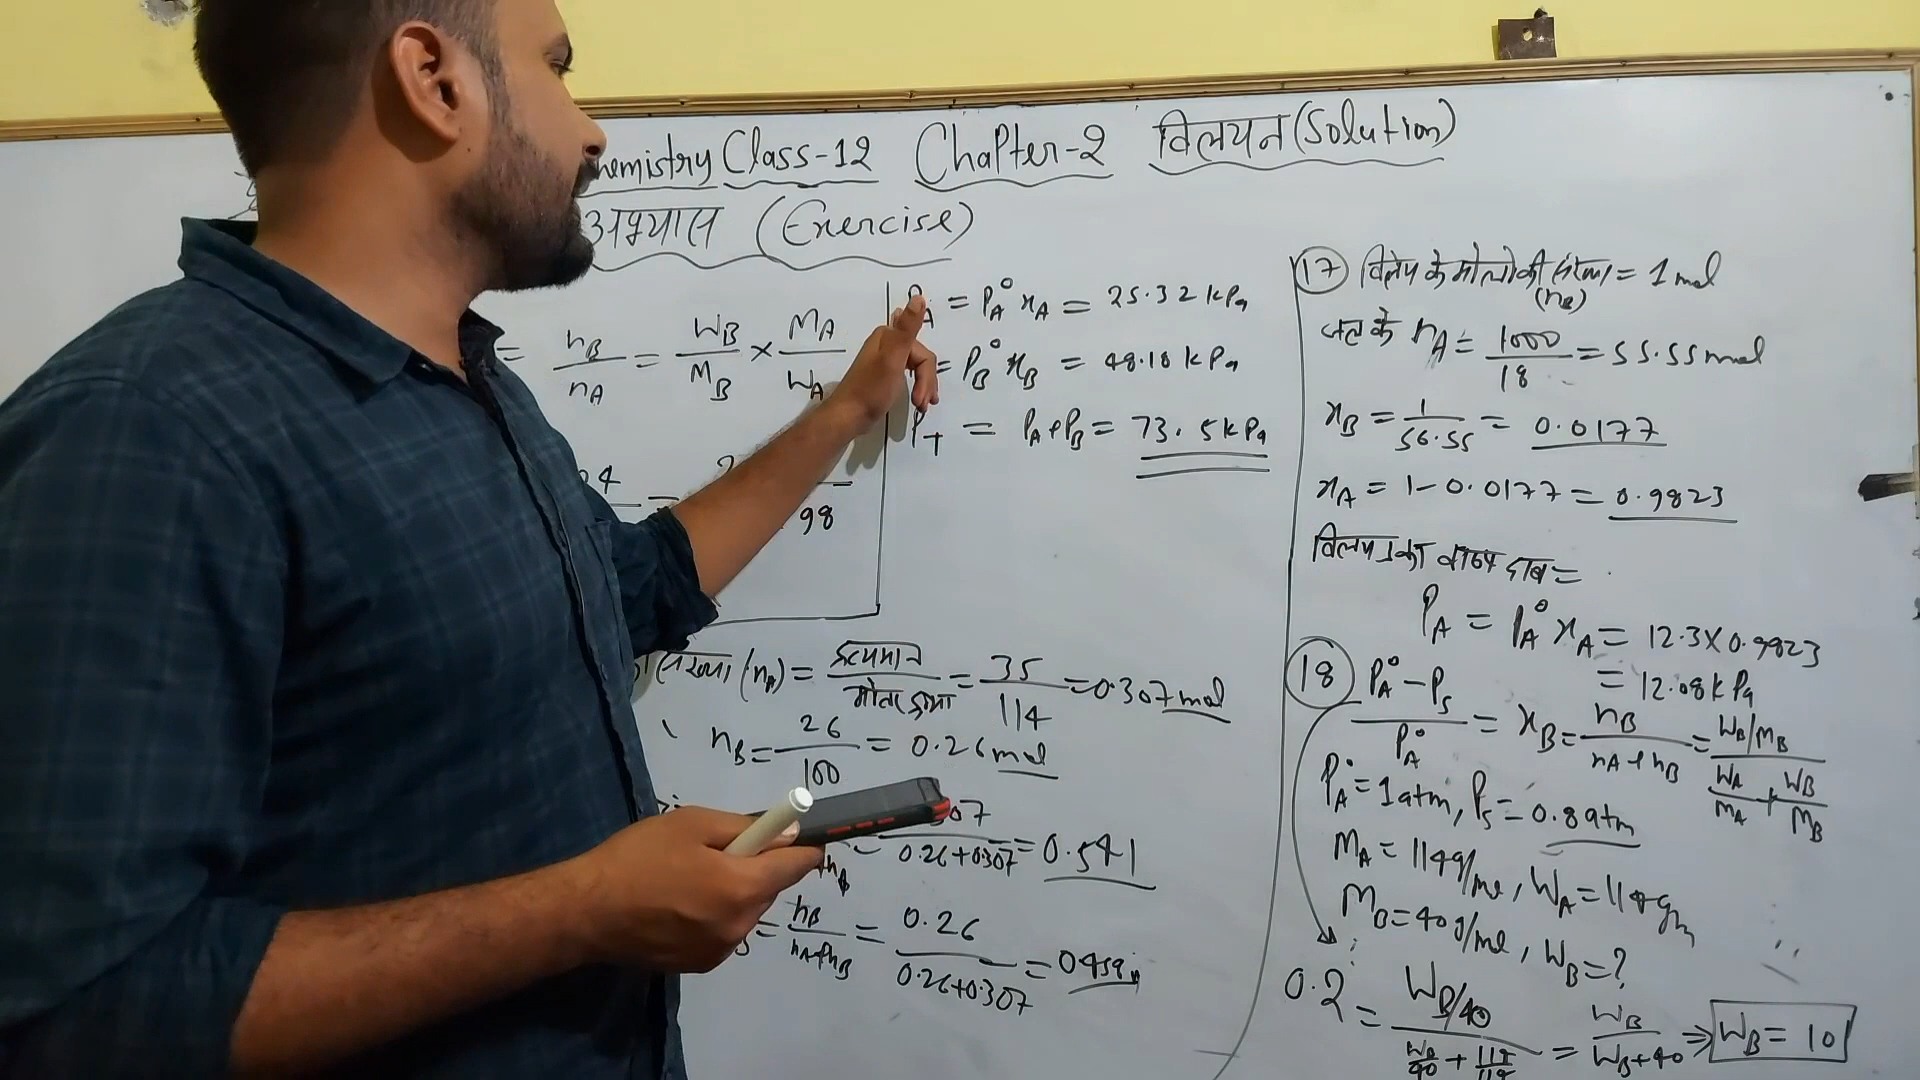 Chemistry Class-12 Chapter-2 विलयन (Solution)
अभ्यास (Exercise)
= nB/nA = WB/MB × MA/WA
98
PA = PA° xA = 25.32 kPa
= PB° xB = 48.18 kPa
PT = PA + PB = 73.5 kPa
(nA) = द्रव्यमान/मोलर द्रव्यमान = 35/114 = 0.307 mol
nB = 26/100 = 0.26 mol
= 0.307/0.26+0.307 = 0.541
= nB/nA+nB = 0.26/0.26+0.307 = 0.459
(17) विलेय के मोलो की संख्या (nB) = 1 mol
जल के nA = 1000/18 = 55.55 mol
xB = 1/56.55 = 0.0177
xA = 1-0.0177 = 0.9823
विलयन का वाष्प दाब =
PA = PA° xA = 12.3 × 0.9823
= 12.08 kPa
(18) PA° - Ps / PA° = xB = nB/nA+nB = WB/MB / WA/MA + WB/MB
PA° = 1 atm, Ps = 0.8 atm
MA = 114 g/mol, WA = 114 gm
MB = 40 g/mol, WB = ?
0.2 = WB/40 / WB/40 + 114/114 = WB/WB+40 ⇒ WB = 10